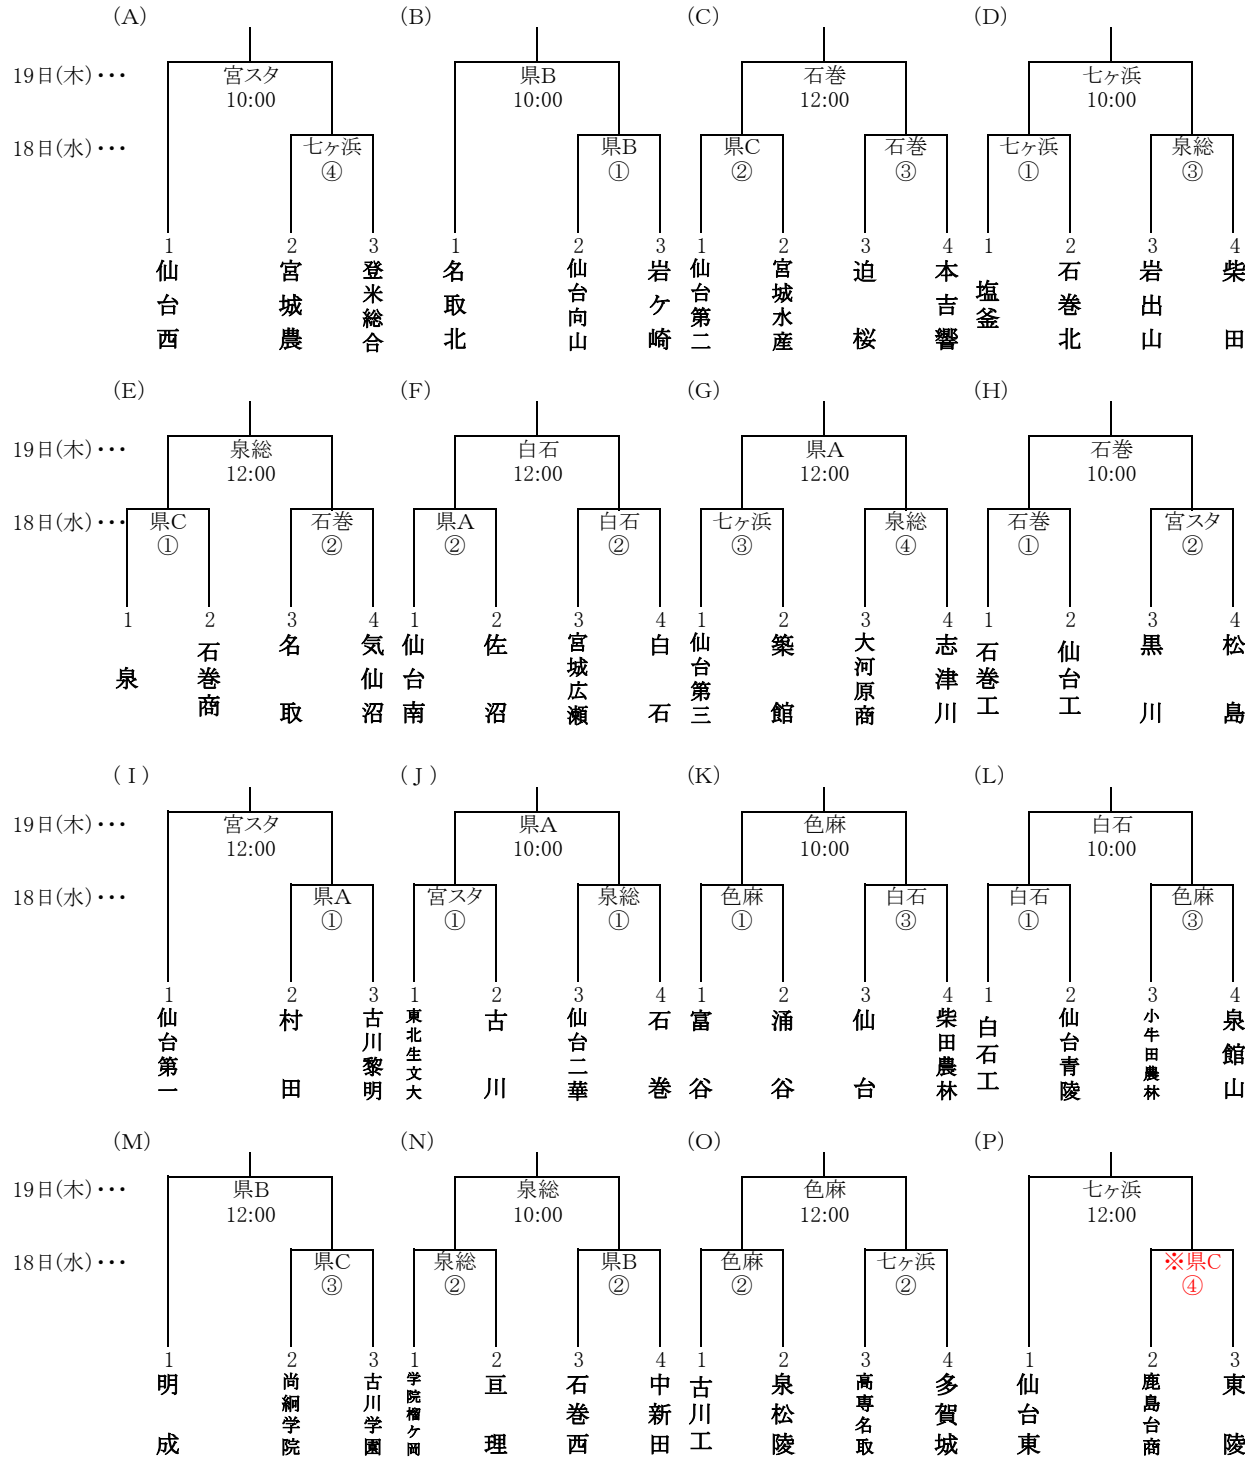 (A) (B) (C) (D)
19日(木)・・・ 宮スタ 県B 石巻 七ヶ浜
10:00 10:00 12:00 10:00
18日(水)・・・ 七ヶ浜 県B 県C 石巻 七ヶ浜 泉総
④ ① ② ③ ① ③
1 2 3 1 2 3 1 2 3 4 1 2 3 4
仙台西 宮城農 登米総合 名取北 仙台向山 岩ケ崎 仙台第二 宮城水産 迫桜 本吉響 塩釜 石巻北 岩出山 柴田
(E) (F) (G) (H)
19日(木)・・・ 泉総 白石 県A 石巻
12:00 12:00 12:00 10:00
18日(水)・・・ 県C 石巻 県A 白石 七ヶ浜 泉総 石巻 宮スタ
① ② ② ② ③ ④ ① ②
1 2 3 4 1 2 3 4 1 2 3 4 1 2 3 4
泉 石巻商 名取 気仙沼 仙台南 佐沼 宮城広瀬 白石 仙台第三 築館 大河原商 志津川 石巻工 仙台工 黒川 松島
(I) (J) (K) (L)
19日(木)・・・ 宮スタ 県A 色麻 白石
12:00 10:00 10:00 10:00
18日(水)・・・ 県A 宮スタ 泉総 色麻 白石 白石 色麻
① ① ① ① ③ ① ③
1 2 3 1 2 3 4 1 2 3 4 1 2 3 4
仙台第一 村田 古川黎明 東北生文大 古川 仙台二華 石巻 富谷 涌谷 仙台 柴田農林 白石工 仙台青陵 小牛田農林 泉館山
(M) (N) (O) (P)
19日(木)・・・ 県B 泉総 色麻 七ヶ浜
12:00 10:00 12:00 12:00
18日(水)・・・ 県C 泉総 県B 色麻 七ヶ浜 ※県C
③ ② ② ② ② ④
1 2 3 1 2 3 4 1 2 3 4 1 2 3
明成 尚絅学院 古川学園 学院榴ケ岡 亘理 石巻西 中新田 古川工 泉松陵 高専名取 多賀城 仙台東 鹿島台商 東陵